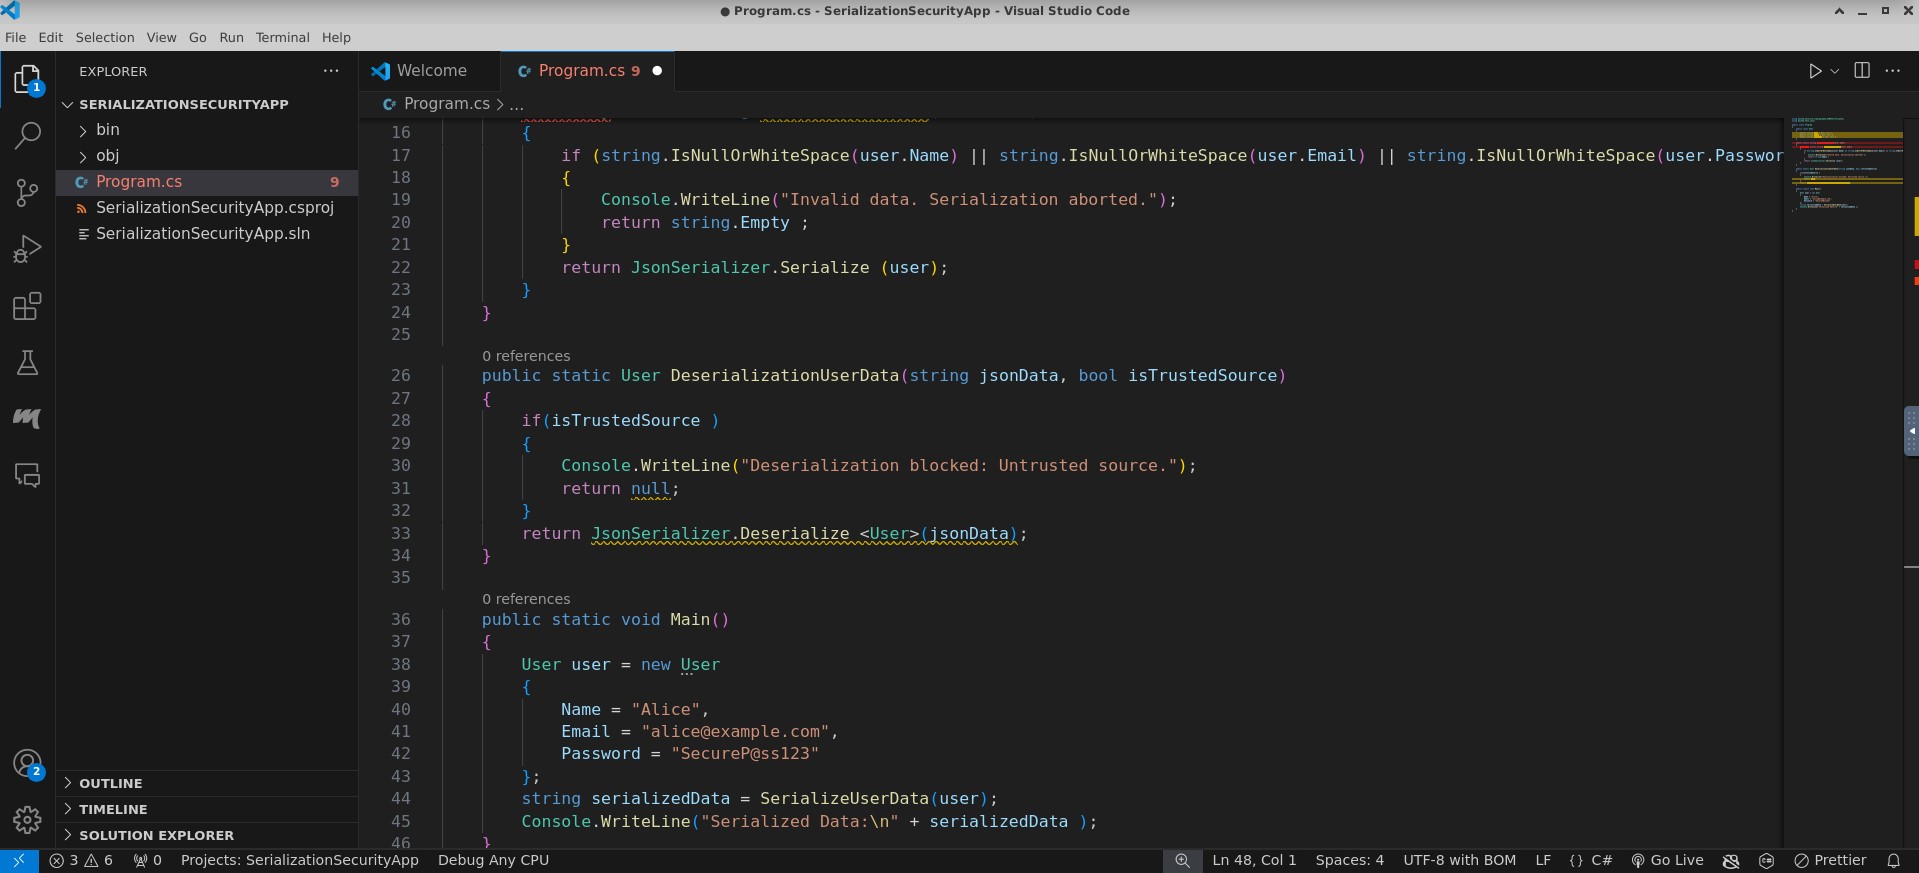 ● Program.cs - SerializationSecurityApp - Visual Studio Code
File Edit Selection View Go Run Terminal Help
EXPLORER
Welcome
Program.cs 9
SERIALIZATIONSECURITYAPP
bin
obj
Program.cs 9
SerializationSecurityApp.csproj
SerializationSecurityApp.sln
OUTLINE
TIMELINE
SOLUTION EXPLORER
1
2
Program.cs > ...
16 {
17 if (string.IsNullOrWhiteSpace(user.Name) || string.IsNullOrWhiteSpace(user.Email) || string.IsNullOrWhiteSpace(user.Passwor
18 {
19 Console.WriteLine("Invalid data. Serialization aborted.");
20 return string.Empty ;
21 }
22 return JsonSerializer.Serialize (user);
23 }
24 }
25
0 references
26 public static User DeserializationUserData(string jsonData, bool isTrustedSource)
27 {
28 if(isTrustedSource )
29 {
30 Console.WriteLine("Deserialization blocked: Untrusted source.");
31 return null;
32 }
33 return JsonSerializer.Deserialize <User>(jsonData);
34 }
35
0 references
36 public static void Main()
37 {
38 User user = new User
39 {
40 Name = "Alice",
41 Email = "alice@example.com",
42 Password = "SecureP@ss123"
43 };
44 string serializedData = SerializeUserData(user);
45 Console.WriteLine("Serialized Data:\n" + serializedData );
46 }
3 6 0 Projects: SerializationSecurityApp Debug Any CPU Ln 48, Col 1 Spaces: 4 UTF-8 with BOM LF {} C# Go Live Prettier